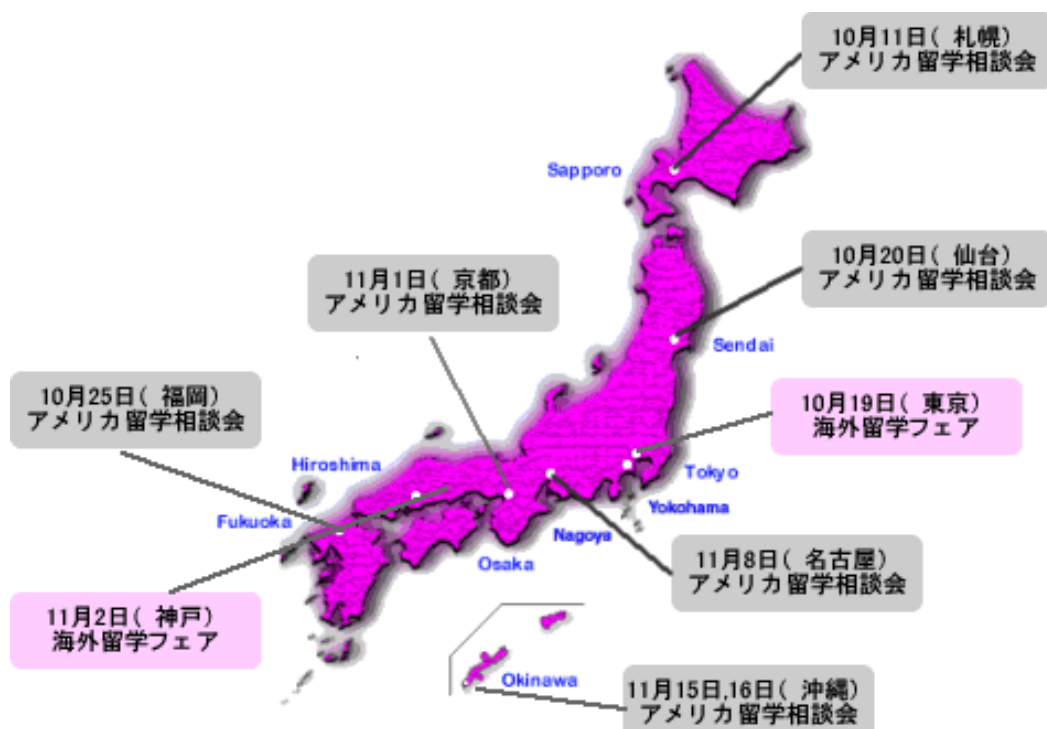 10月11日( 札幌)
アメリカ留学相談会
Sapporo
10月20日( 仙台)
アメリカ留学相談会
11月1日( 京都)
アメリカ留学相談会
Sendai
10月25日( 福岡)
アメリカ留学相談会
10月19日( 東京)
海外留学フェア
Hiroshima
Tokyo
Yokohama
Fukuoka
Nagoya
Osaka
11月8日( 名古屋)
アメリカ留学相談会
11月2日( 神戸)
海外留学フェア
Okinawa
11月15日,16日( 沖縄)
アメリカ留学相談会